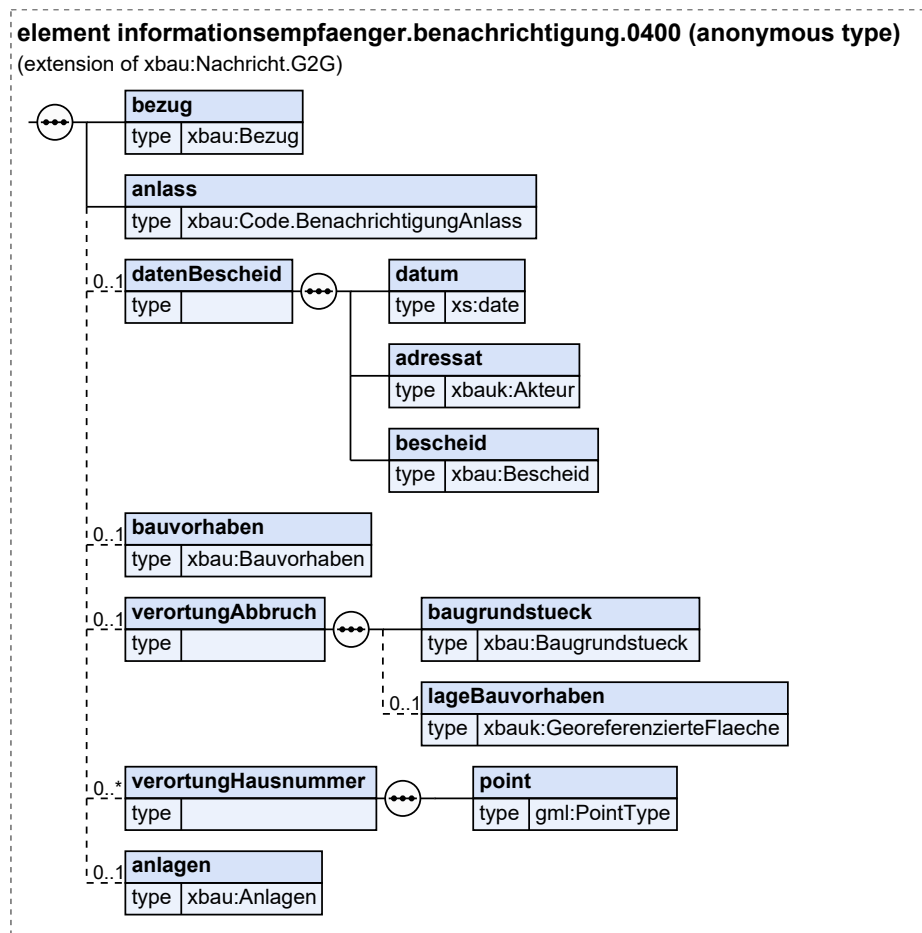 element informationsempfaenger.benachrichtigung.0400 (anonymous type)
(extension of xbau:Nachricht.G2G)
bezug
type xbau:Bezug
anlass
type xbau:Code.BenachrichtigungAnlass
0..1 datenBescheid
type
datum
type xs:date
adressat
type xbauk:Akteur
bescheid
type xbau:Bescheid
0..1 bauvorhaben
type xbau:Bauvorhaben
0..1 verortungAbbruch
type
baugrundstueck
type xbau:Baugrundstueck
0..1 lageBauvorhaben
type xbauk:GeoreferenzierteFlaeche
0..* verortungHausnummer
type
point
type gml:PointType
0..1 anlagen
type xbau:Anlagen